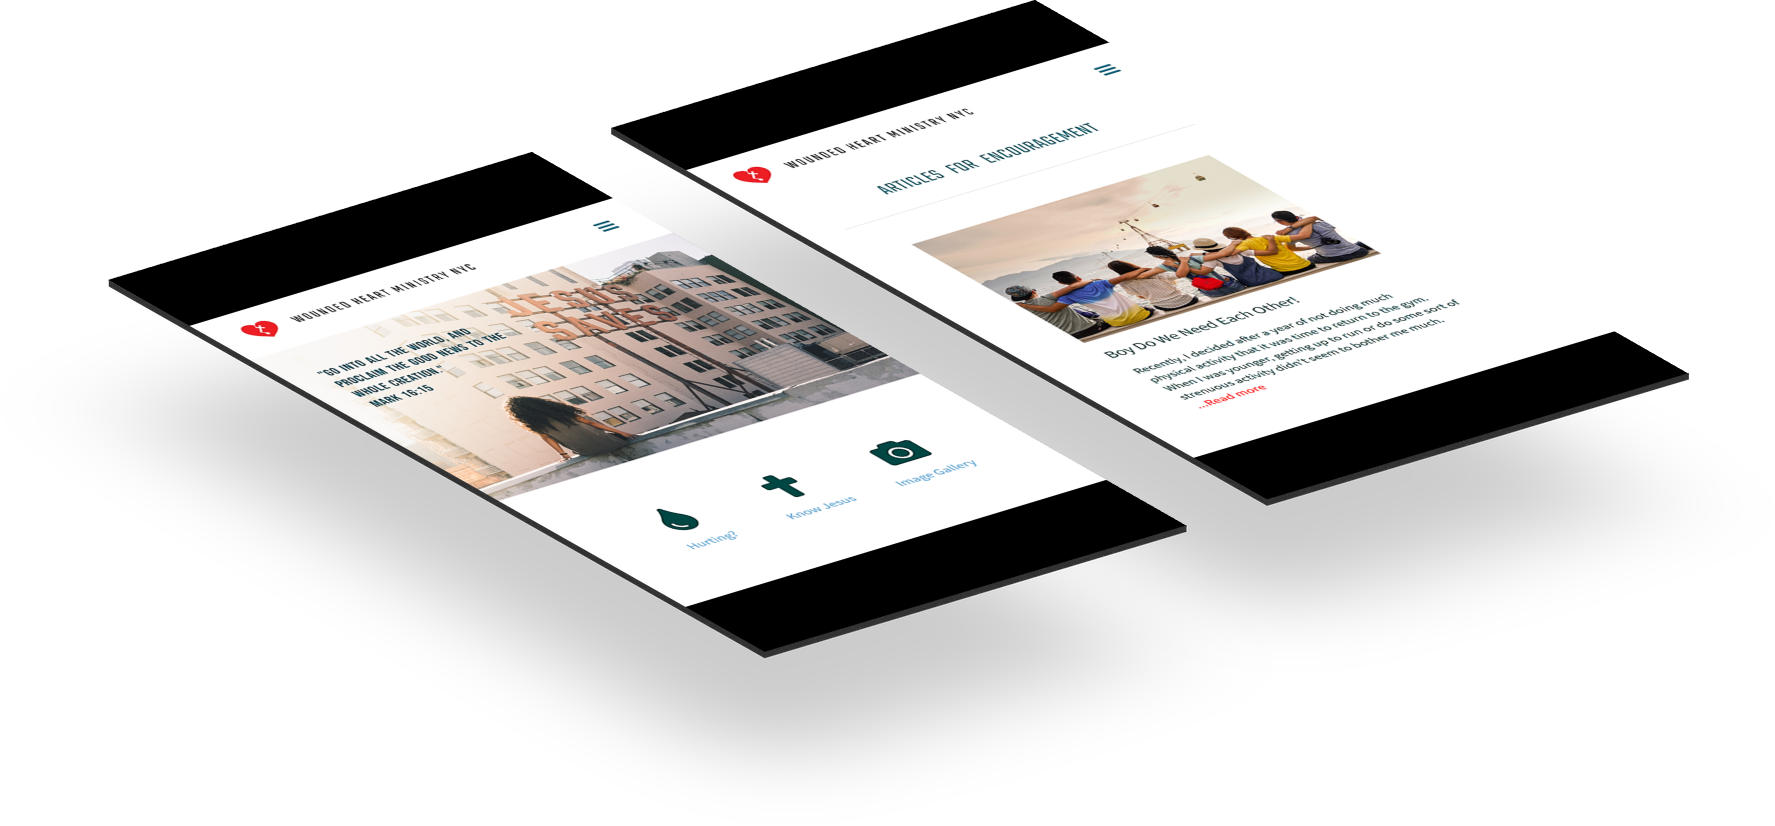 WOUNDED HEART MINISTRY NYC
JESUS
SAVES
"GO INTO ALL THE WORLD, AND
PROCLAIM THE GOOD NEWS TO THE
WHOLE CREATION."
MARK 16:15
Hurting?
Know Jesus
Image Gallery
WOUNDED HEART MINISTRY NYC
ARTICLES FOR ENCOURAGEMENT
Boy Do We Need Each Other!
Recently, I decided after a year of not doing much
physical activity that it was time to return to the gym.
When I was younger, getting up to run or do some sort of
strenuous activity didn't seem to bother me much.
...Read more